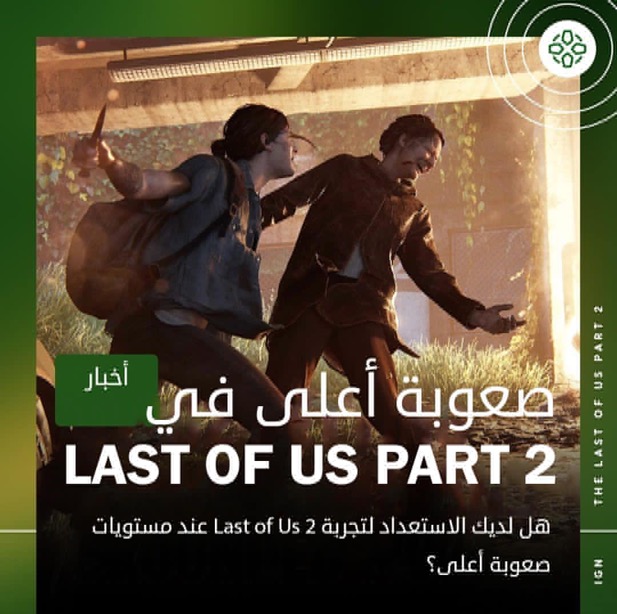 أخبار
صعوبة أعلى في
LAST OF US PART 2
هل لديك الاستعداد لتجربة Last of Us 2 عند مستويات
صعوبة أعلى؟
THE LAST OF US PART 2
IGN